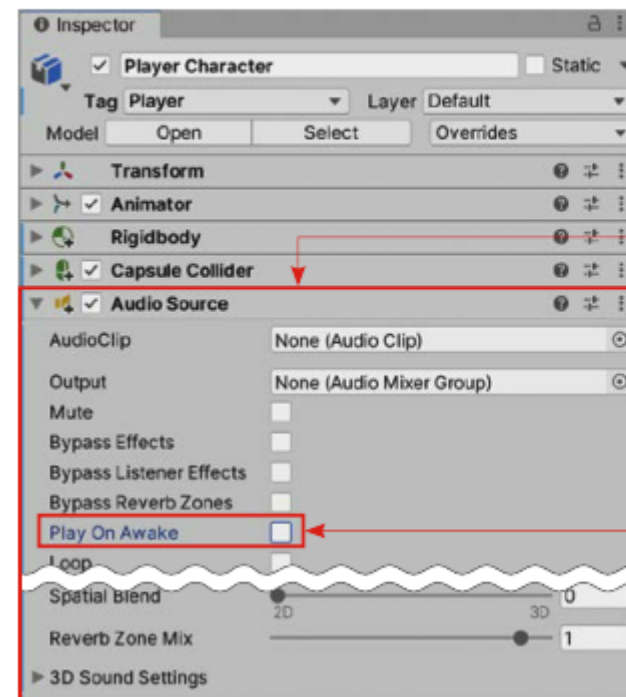 Inspector
Player Character Static
Tag Player Layer Default
Model Open Select Overrides
Transform
Animator
Rigidbody
Capsule Collider
Audio Source
AudioClip None (Audio Clip)
Output None (Audio Mixer Group)
Mute
Bypass Effects
Bypass Listener Effects
Bypass Reverb Zones
Play On Awake
Loop
Spatial Blend 0
2D 3D
Reverb Zone Mix 1
3D Sound Settings